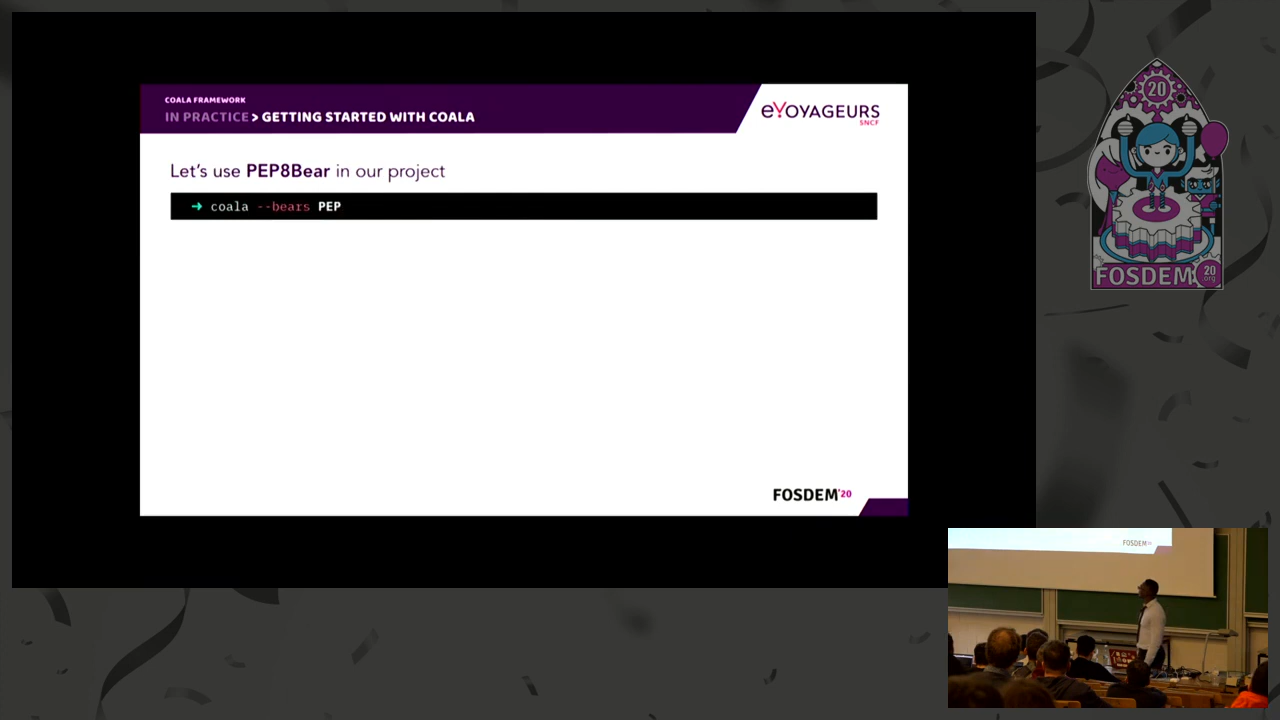 COALA FRAMEWORK
IN PRACTICE > GETTING STARTED WITH COALA
eVOYAGEURS
SNCF
Let's use PEP8Bear in our project
➜ coala --bears PEP
FOSDEM'20
20
FOSDEM
20
.org
FOSDEM